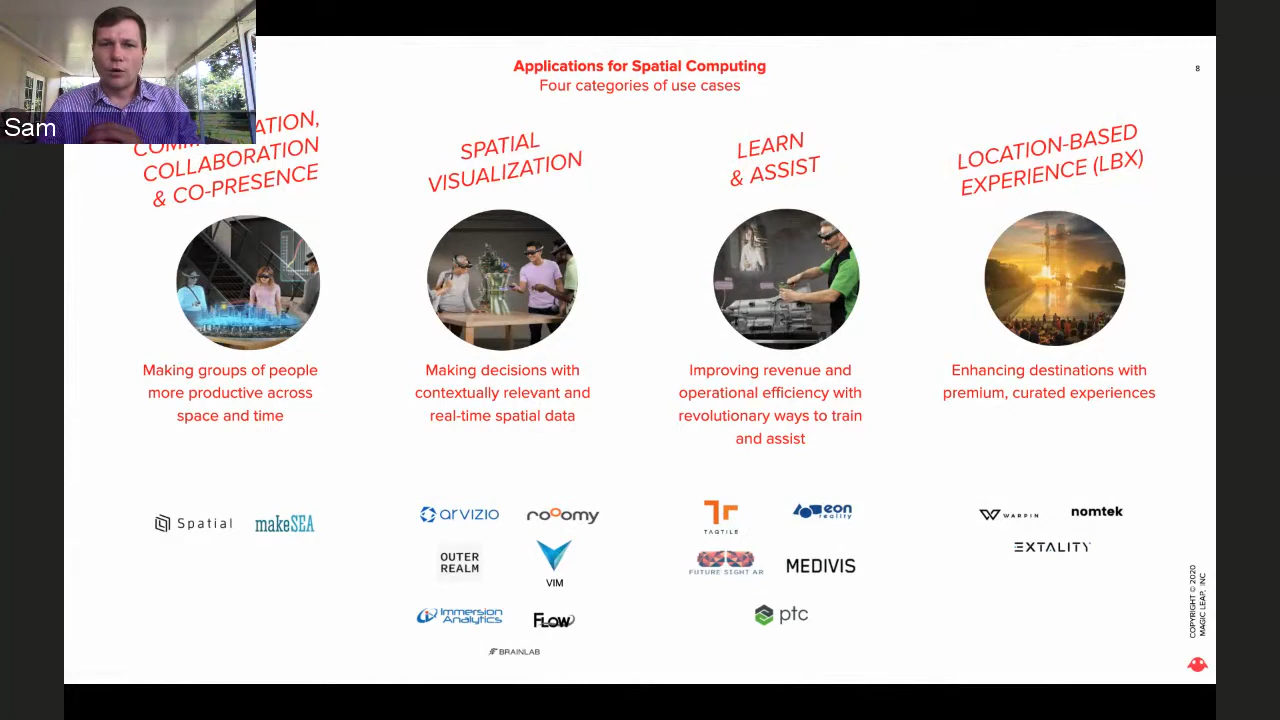 Sam
Applications for Spatial Computing
Four categories of use cases
8
ATION,
COLLABORATION
& CO-PRESENCE
Making groups of people
more productive across
space and time
Spatial
makeSEA
SPATIAL
VISUALIZATION
Making decisions with
contextually relevant and
real-time spatial data
arvizio
rooomy
OUTER
REALM
VIM
Immersion
Analytics
FLOW
BRAINLAB
LEARN
& ASSIST
Improving revenue and
operational efficiency with
revolutionary ways to train
and assist
TAQTILE
eon
reality
FUTURE SIGHT AR
MEDIVIS
ptc
LOCATION-BASED
EXPERIENCE (LBX)
Enhancing destinations with
premium, curated experiences
WARPIN
nomtek
EXTALITY
COPYRIGHT © 2020
MAGIC LEAP, INC